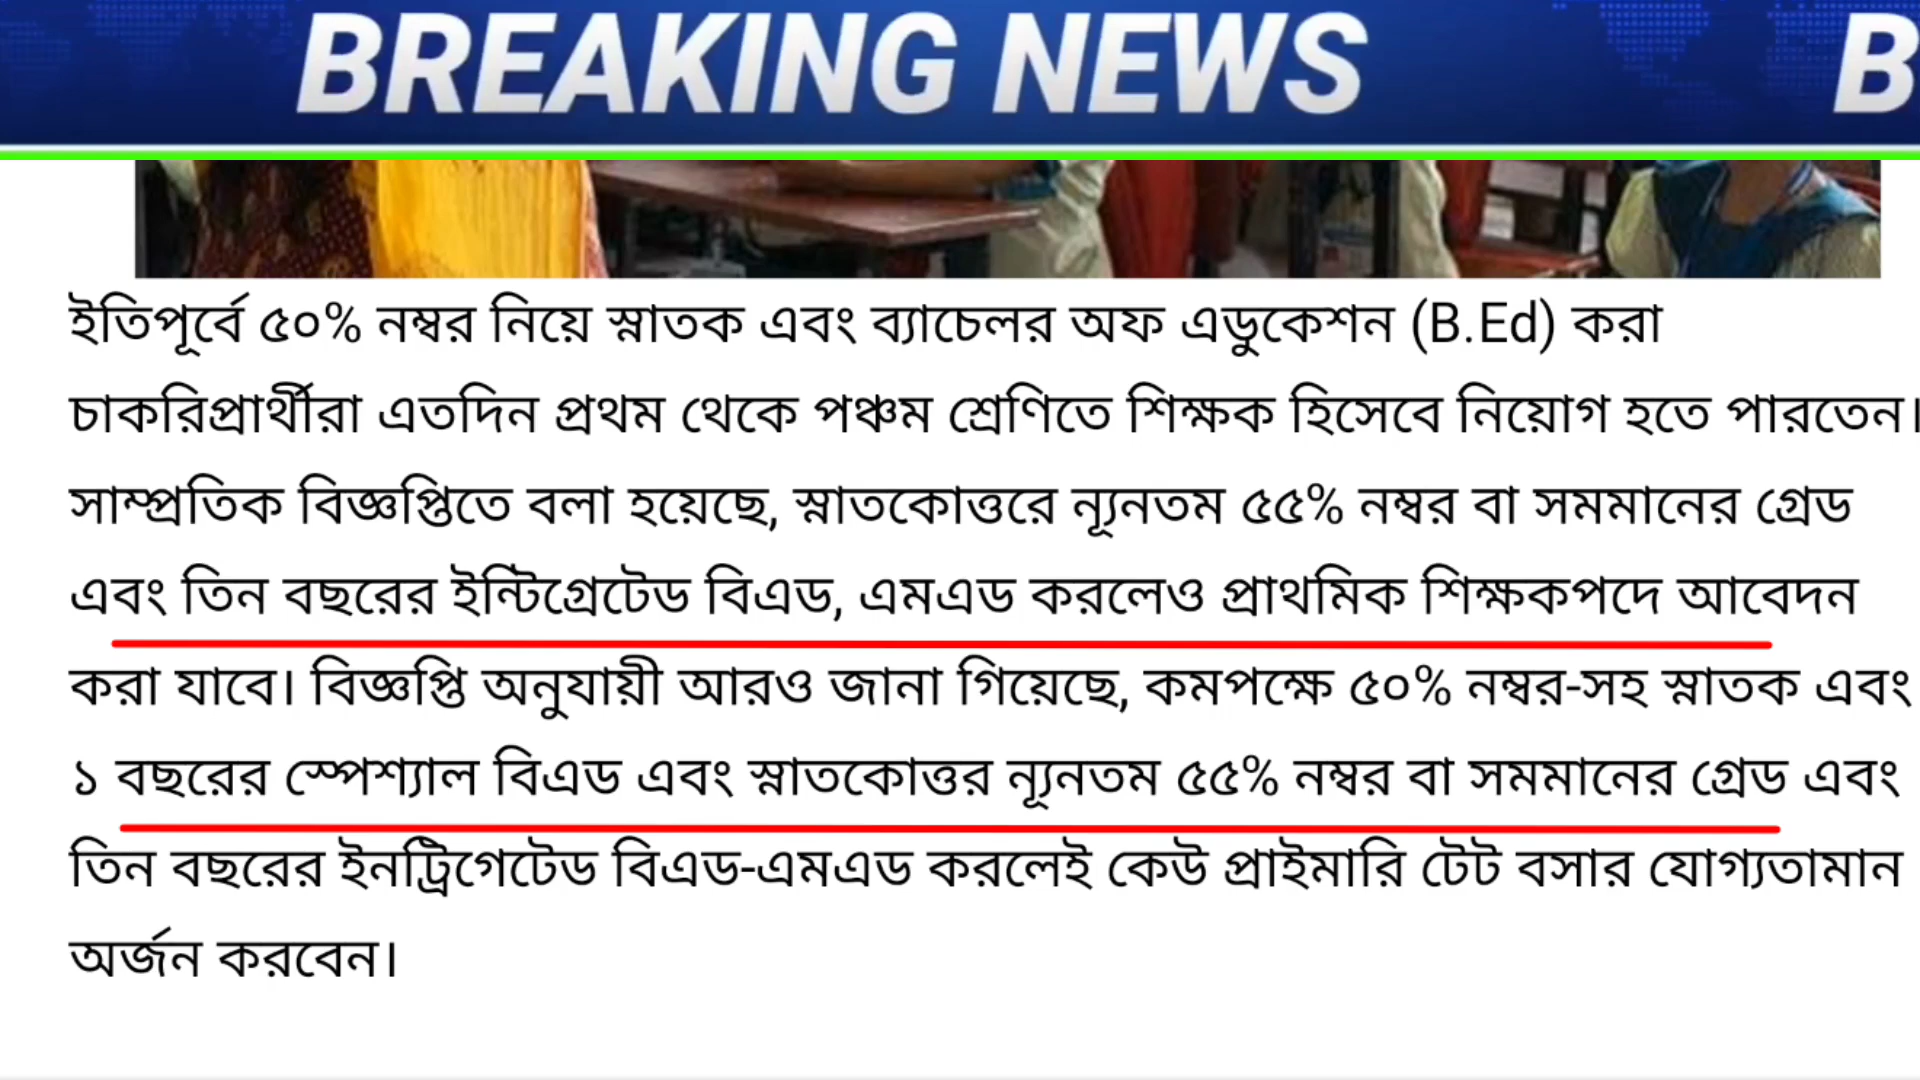 BREAKING NEWS B
ইতিপূর্বে ৫০% নম্বর নিয়ে স্নাতক এবং ব্যাচেলর অফ এডুকেশন (B.Ed) করা
চাকরিপ্রার্থীরা এতদিন প্রথম থেকে পঞ্চম শ্রেণিতে শিক্ষক হিসেবে নিয়োগ হতে পারতেন।
সাম্প্রতিক বিজ্ঞপ্তিতে বলা হয়েছে, স্নাতকোত্তরে ন্যূনতম ৫৫% নম্বর বা সমমানের গ্রেড
এবং তিন বছরের ইন্টিগ্রেটেড বিএড, এমএড করলেও প্রাথমিক শিক্ষকপদে আবেদন
করা যাবে। বিজ্ঞপ্তি অনুযায়ী আরও জানা গিয়েছে, কমপক্ষে ৫০% নম্বর-সহ স্নাতক এবং
১ বছরের স্পেশ্যাল বিএড এবং স্নাতকোত্তর ন্যূনতম ৫৫% নম্বর বা সমমানের গ্রেড এবং
তিন বছরের ইনট্রিগেটেড বিএড-এমএড করলেই কেউ প্রাইমারি টেট বসার যোগ্যতামান
অর্জন করবেন।